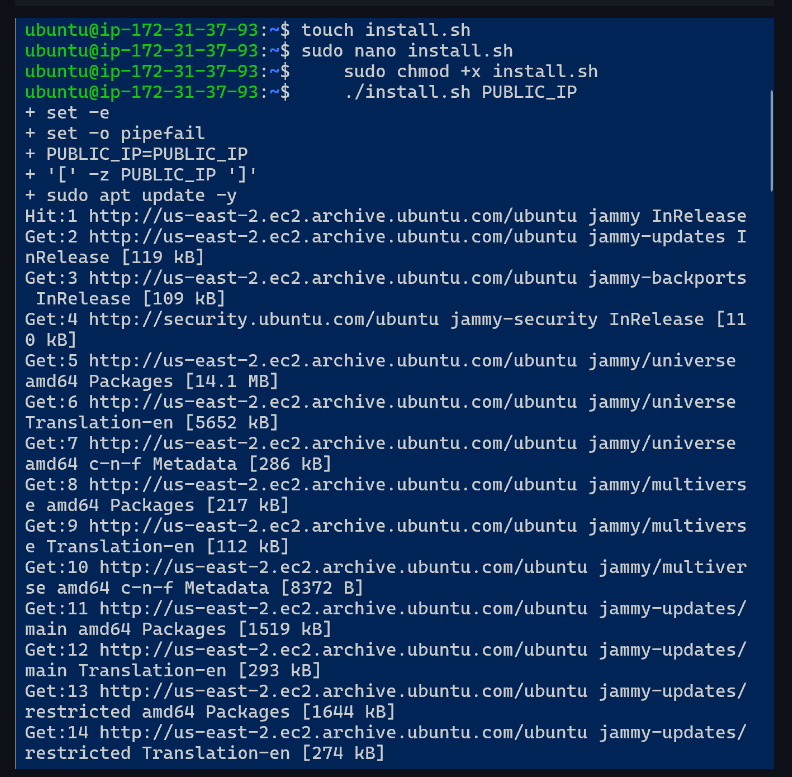 ubuntu@ip-172-31-37-93:~$ touch install.sh
ubuntu@ip-172-31-37-93:~$ sudo nano install.sh
ubuntu@ip-172-31-37-93:~$     sudo chmod +x install.sh
ubuntu@ip-172-31-37-93:~$     ./install.sh PUBLIC_IP
+ set -e
+ set -o pipefail
+ PUBLIC_IP=PUBLIC_IP
+ '[' -z PUBLIC_IP ']'
+ sudo apt update -y
Hit:1 http://us-east-2.ec2.archive.ubuntu.com/ubuntu jammy InRelease
Get:2 http://us-east-2.ec2.archive.ubuntu.com/ubuntu jammy-updates I
nRelease [119 kB]
Get:3 http://us-east-2.ec2.archive.ubuntu.com/ubuntu jammy-backports
 InRelease [109 kB]
Get:4 http://security.ubuntu.com/ubuntu jammy-security InRelease [11
0 kB]
Get:5 http://us-east-2.ec2.archive.ubuntu.com/ubuntu jammy/universe
amd64 Packages [14.1 MB]
Get:6 http://us-east-2.ec2.archive.ubuntu.com/ubuntu jammy/universe
Translation-en [5652 kB]
Get:7 http://us-east-2.ec2.archive.ubuntu.com/ubuntu jammy/universe
amd64 c-n-f Metadata [286 kB]
Get:8 http://us-east-2.ec2.archive.ubuntu.com/ubuntu jammy/multivers
e amd64 Packages [217 kB]
Get:9 http://us-east-2.ec2.archive.ubuntu.com/ubuntu jammy/multivers
e Translation-en [112 kB]
Get:10 http://us-east-2.ec2.archive.ubuntu.com/ubuntu jammy/multiver
se amd64 c-n-f Metadata [8372 B]
Get:11 http://us-east-2.ec2.archive.ubuntu.com/ubuntu jammy-updates/
main amd64 Packages [1519 kB]
Get:12 http://us-east-2.ec2.archive.ubuntu.com/ubuntu jammy-updates/
main Translation-en [293 kB]
Get:13 http://us-east-2.ec2.archive.ubuntu.com/ubuntu jammy-updates/
restricted amd64 Packages [1644 kB]
Get:14 http://us-east-2.ec2.archive.ubuntu.com/ubuntu jammy-updates/
restricted Translation-en [274 kB]